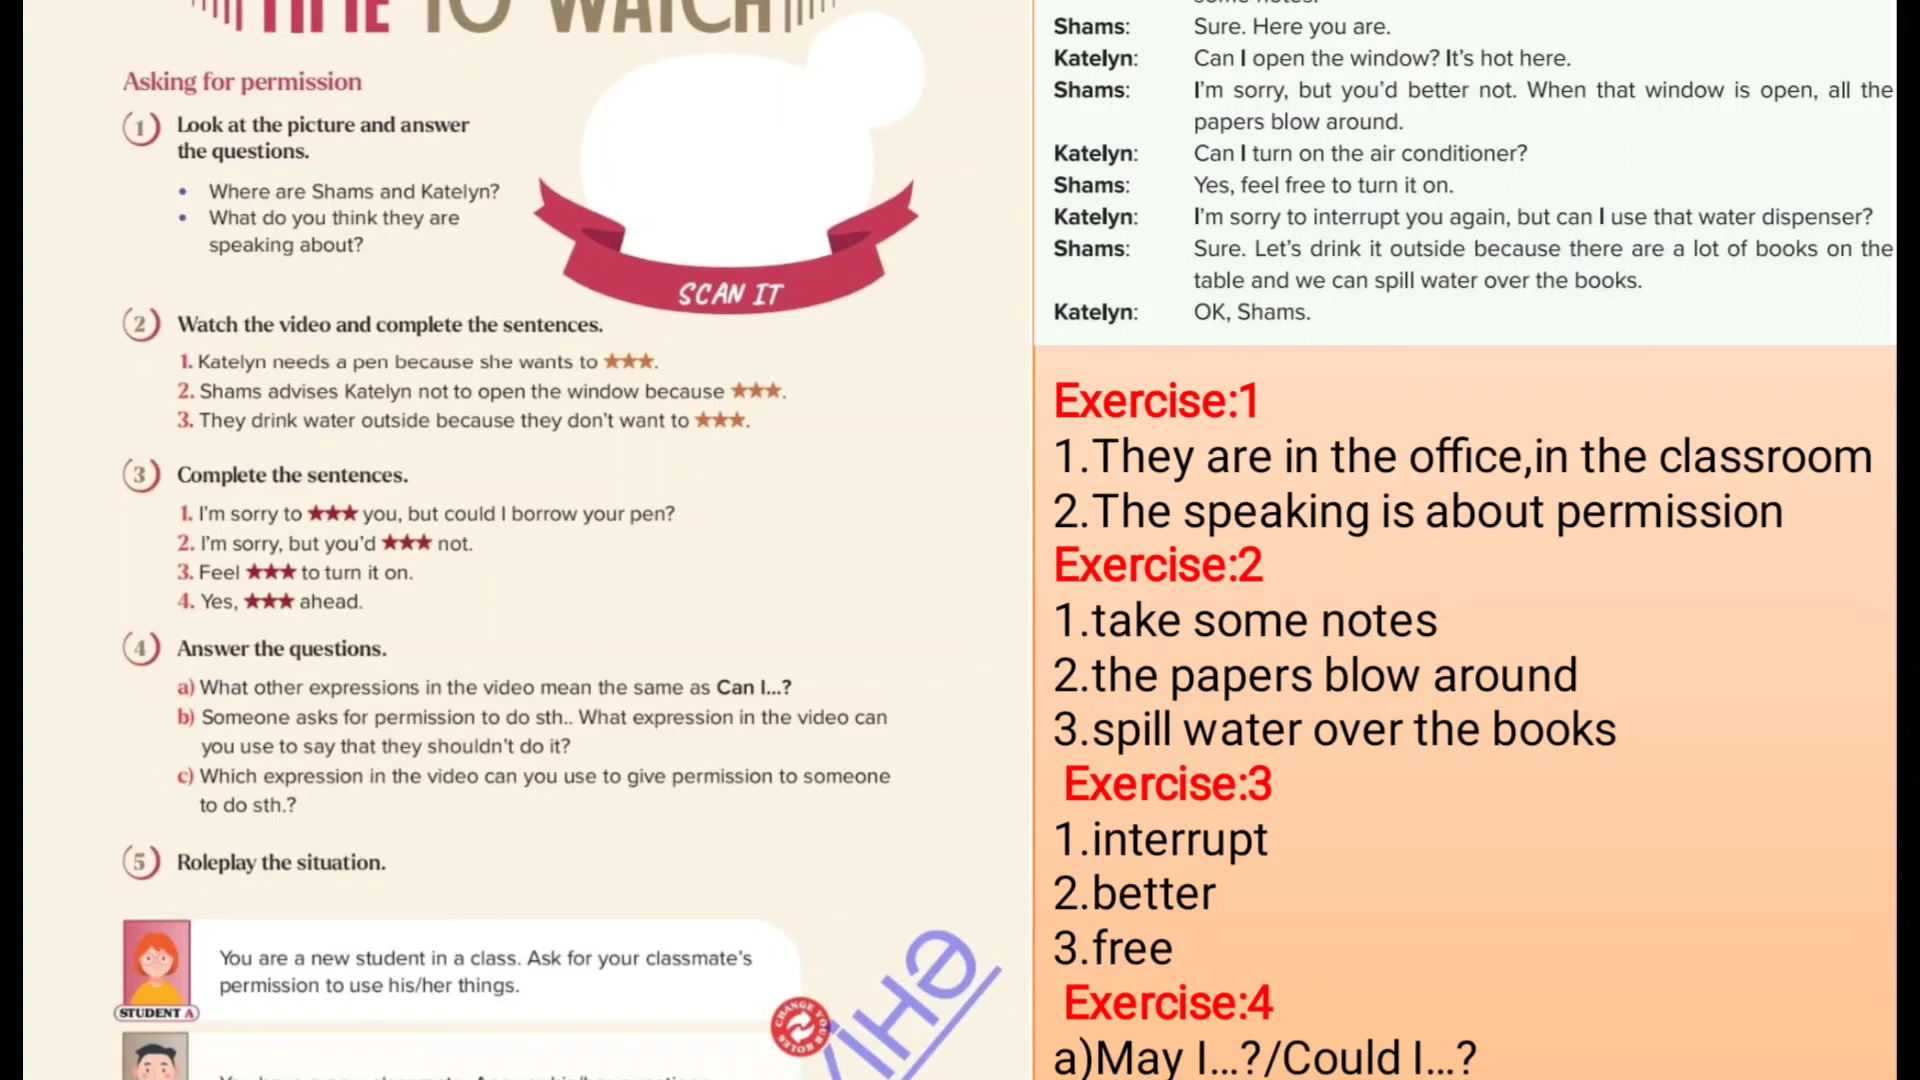 TIME TO WATCH
Asking for permission
1 Look at the picture and answer
the questions.
• Where are Shams and Katelyn?
• What do you think they are
speaking about?
SCAN IT
2 Watch the video and complete the sentences.
1. Katelyn needs a pen because she wants to ★★★.
2. Shams advises Katelyn not to open the window because ★★★.
3. They drink water outside because they don't want to ★★★.
3 Complete the sentences.
1. I'm sorry to ★★★ you, but could I borrow your pen?
2. I'm sorry, but you'd ★★★ not.
3. Feel ★★★ to turn it on.
4. Yes, ★★★ ahead.
4 Answer the questions.
a) What other expressions in the video mean the same as Can I...?
b) Someone asks for permission to do sth.. What expression in the video can
you use to say that they shouldn't do it?
c) Which expression in the video can you use to give permission to someone
to do sth.?
5 Roleplay the situation.
You are a new student in a class. Ask for your classmate's
permission to use his/her things.
STUDENT A
CHANGE YOUR ROLES
some notes.
Shams: Sure. Here you are.
Katelyn: Can I open the window? It's hot here.
Shams: I'm sorry, but you'd better not. When that window is open, all the
papers blow around.
Katelyn: Can I turn on the air conditioner?
Shams: Yes, feel free to turn it on.
Katelyn: I'm sorry to interrupt you again, but can I use that water dispenser?
Shams: Sure. Let's drink it outside because there are a lot of books on the
table and we can spill water over the books.
Katelyn: OK, Shams.
Exercise:1
1.They are in the office,in the classroom
2.The speaking is about permission
Exercise:2
1.take some notes
2.the papers blow around
3.spill water over the books
Exercise:3
1.interrupt
2.better
3.free
Exercise:4
a)May I...?/Could I...?